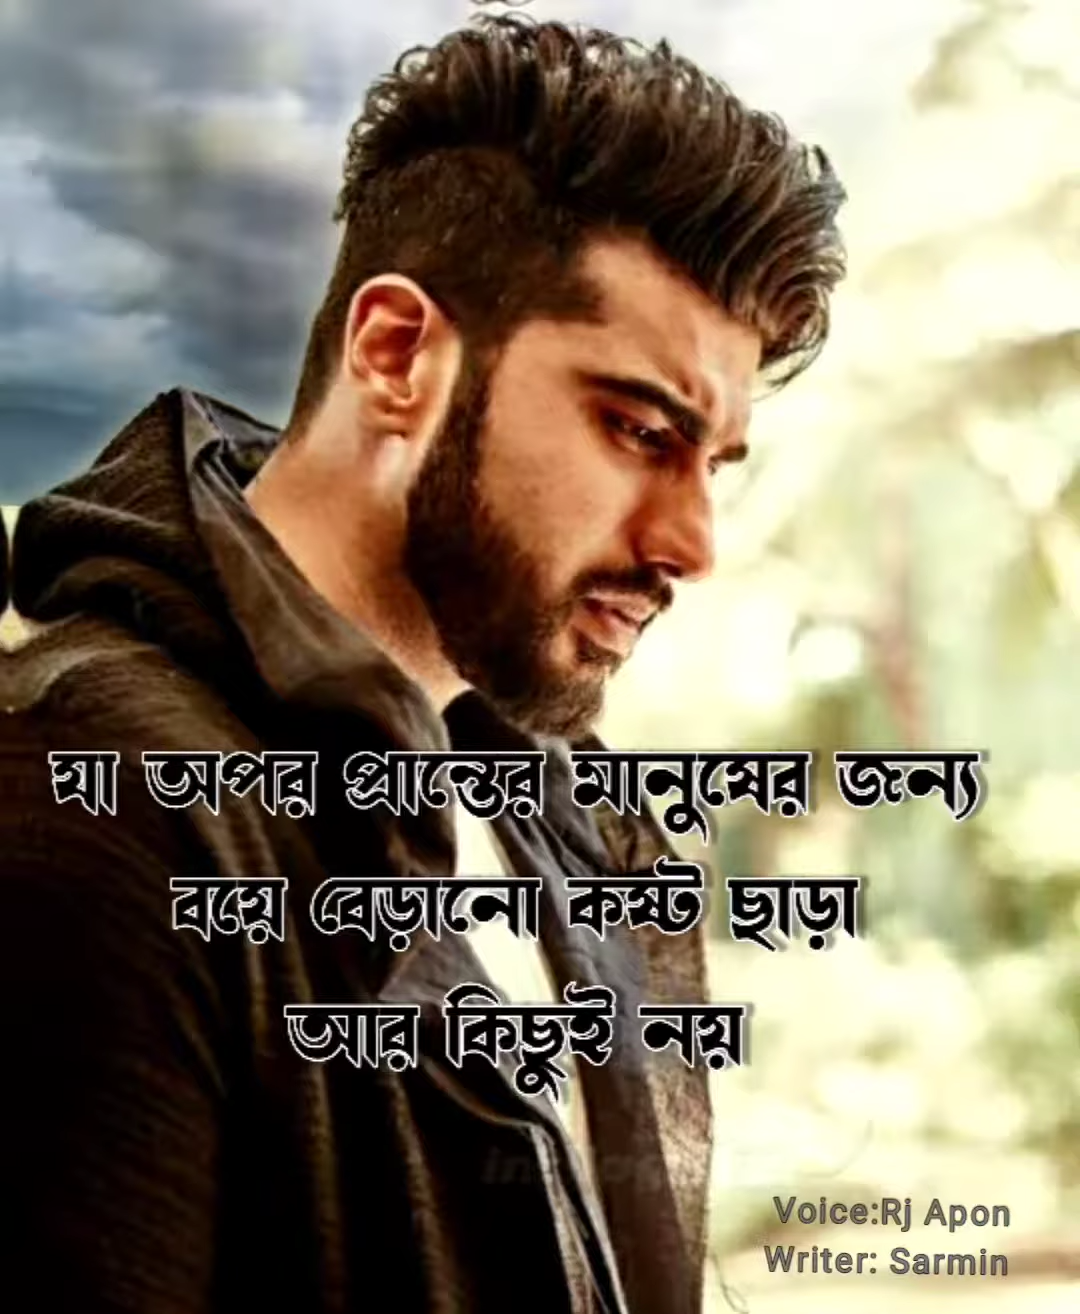 যা অপর প্রান্তের মানুষের জন্য
বয়ে বেড়ানো কষ্ট ছাড়া
আর কিছুই নয়
Voice:Rj Apon
Writer: Sarmin